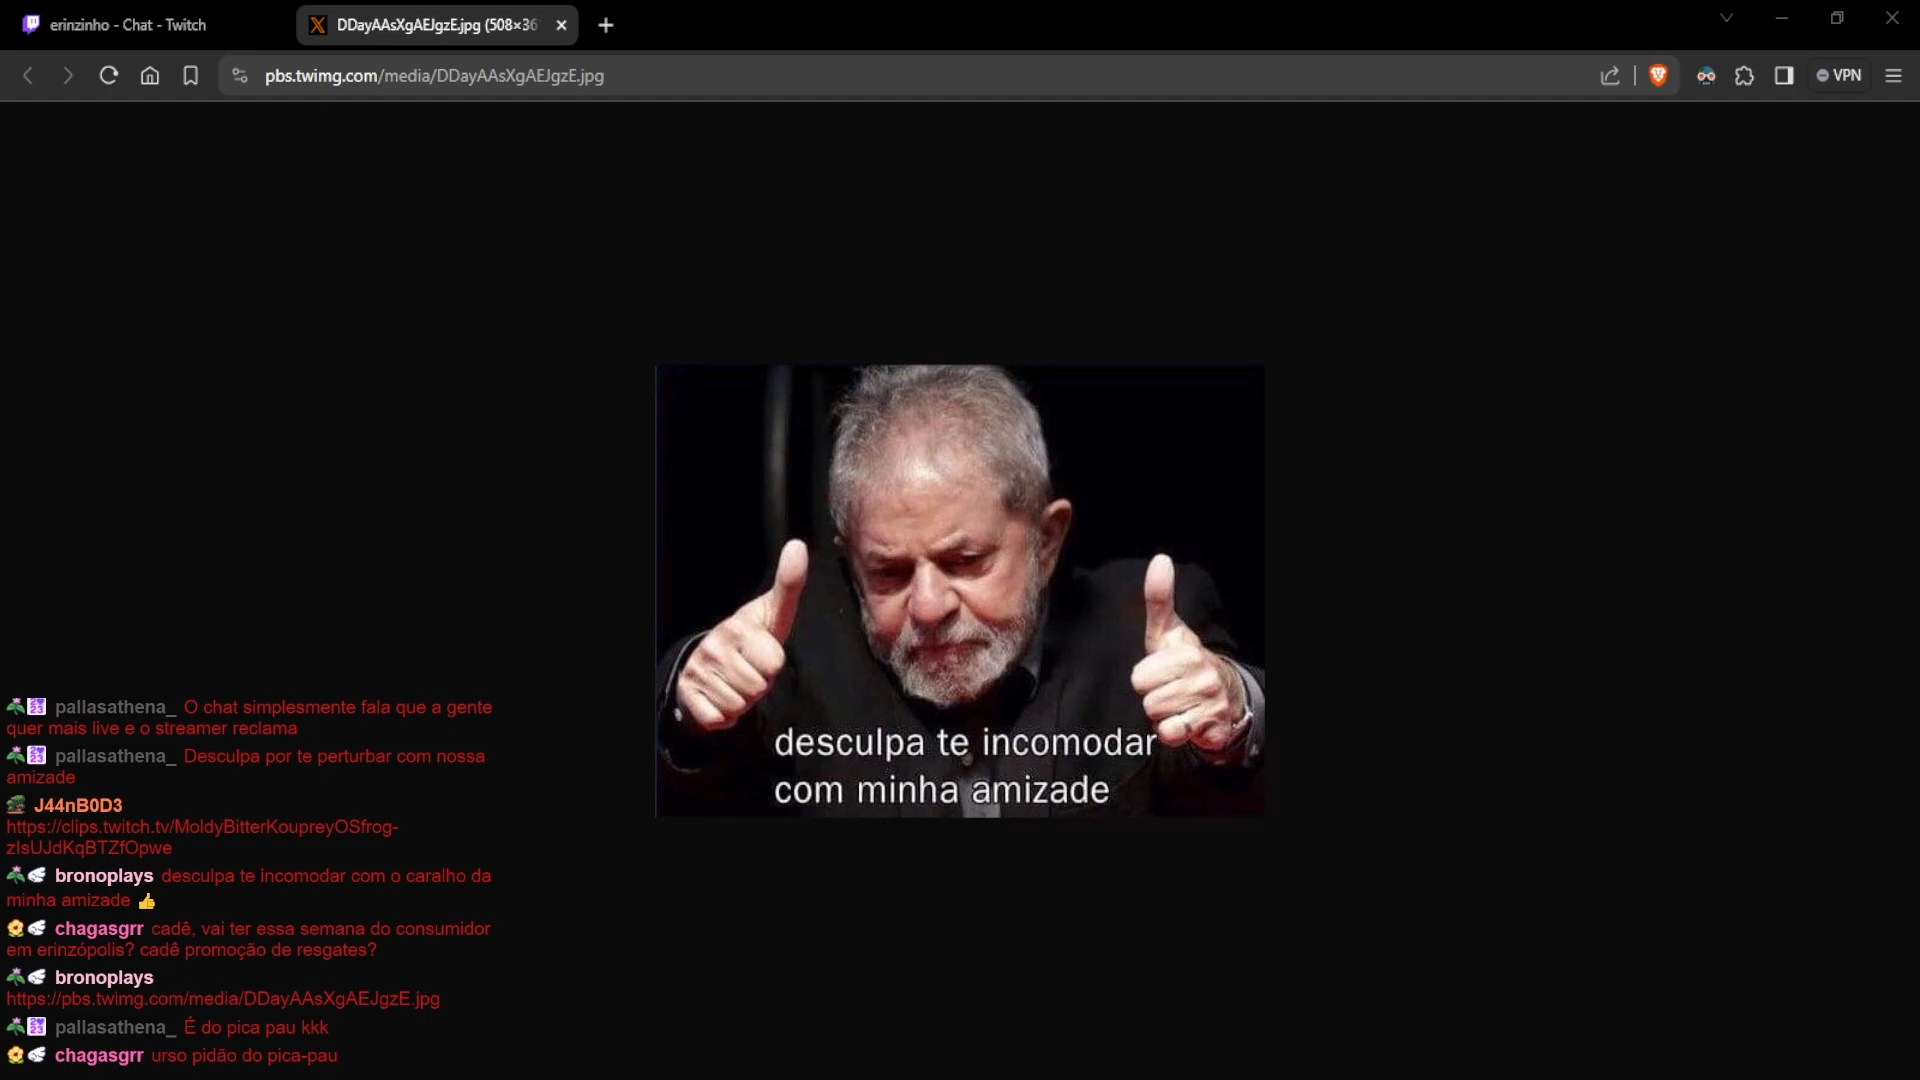 erinzinho - Chat - Twitch
DDayAAsXgAEJgzE.jpg (508×36
pbs.twimg.com/media/DDayAAsXgAEJgzE.jpg
VPN
desculpa te incomodar
com minha amizade
pallasathena_ O chat simplesmente fala que a gente
quer mais live e o streamer reclama
pallasathena_ Desculpa por te perturbar com nossa
amizade
J44nB0D3
https://clips.twitch.tv/MoldyBitterKoupreyOSfrog-
zIsUJdKqBTZfOpwe
bronoplays desculpa te incomodar com o caralho da
minha amizade 👍
chagasgrr cadê, vai ter essa semana do consumidor
em erinzópolis? cadê promoção de resgates?
bronoplays
https://pbs.twimg.com/media/DDayAAsXgAEJgzE.jpg
pallasathena_ É do pica pau kkk
chagasgrr urso pidão do pica-pau